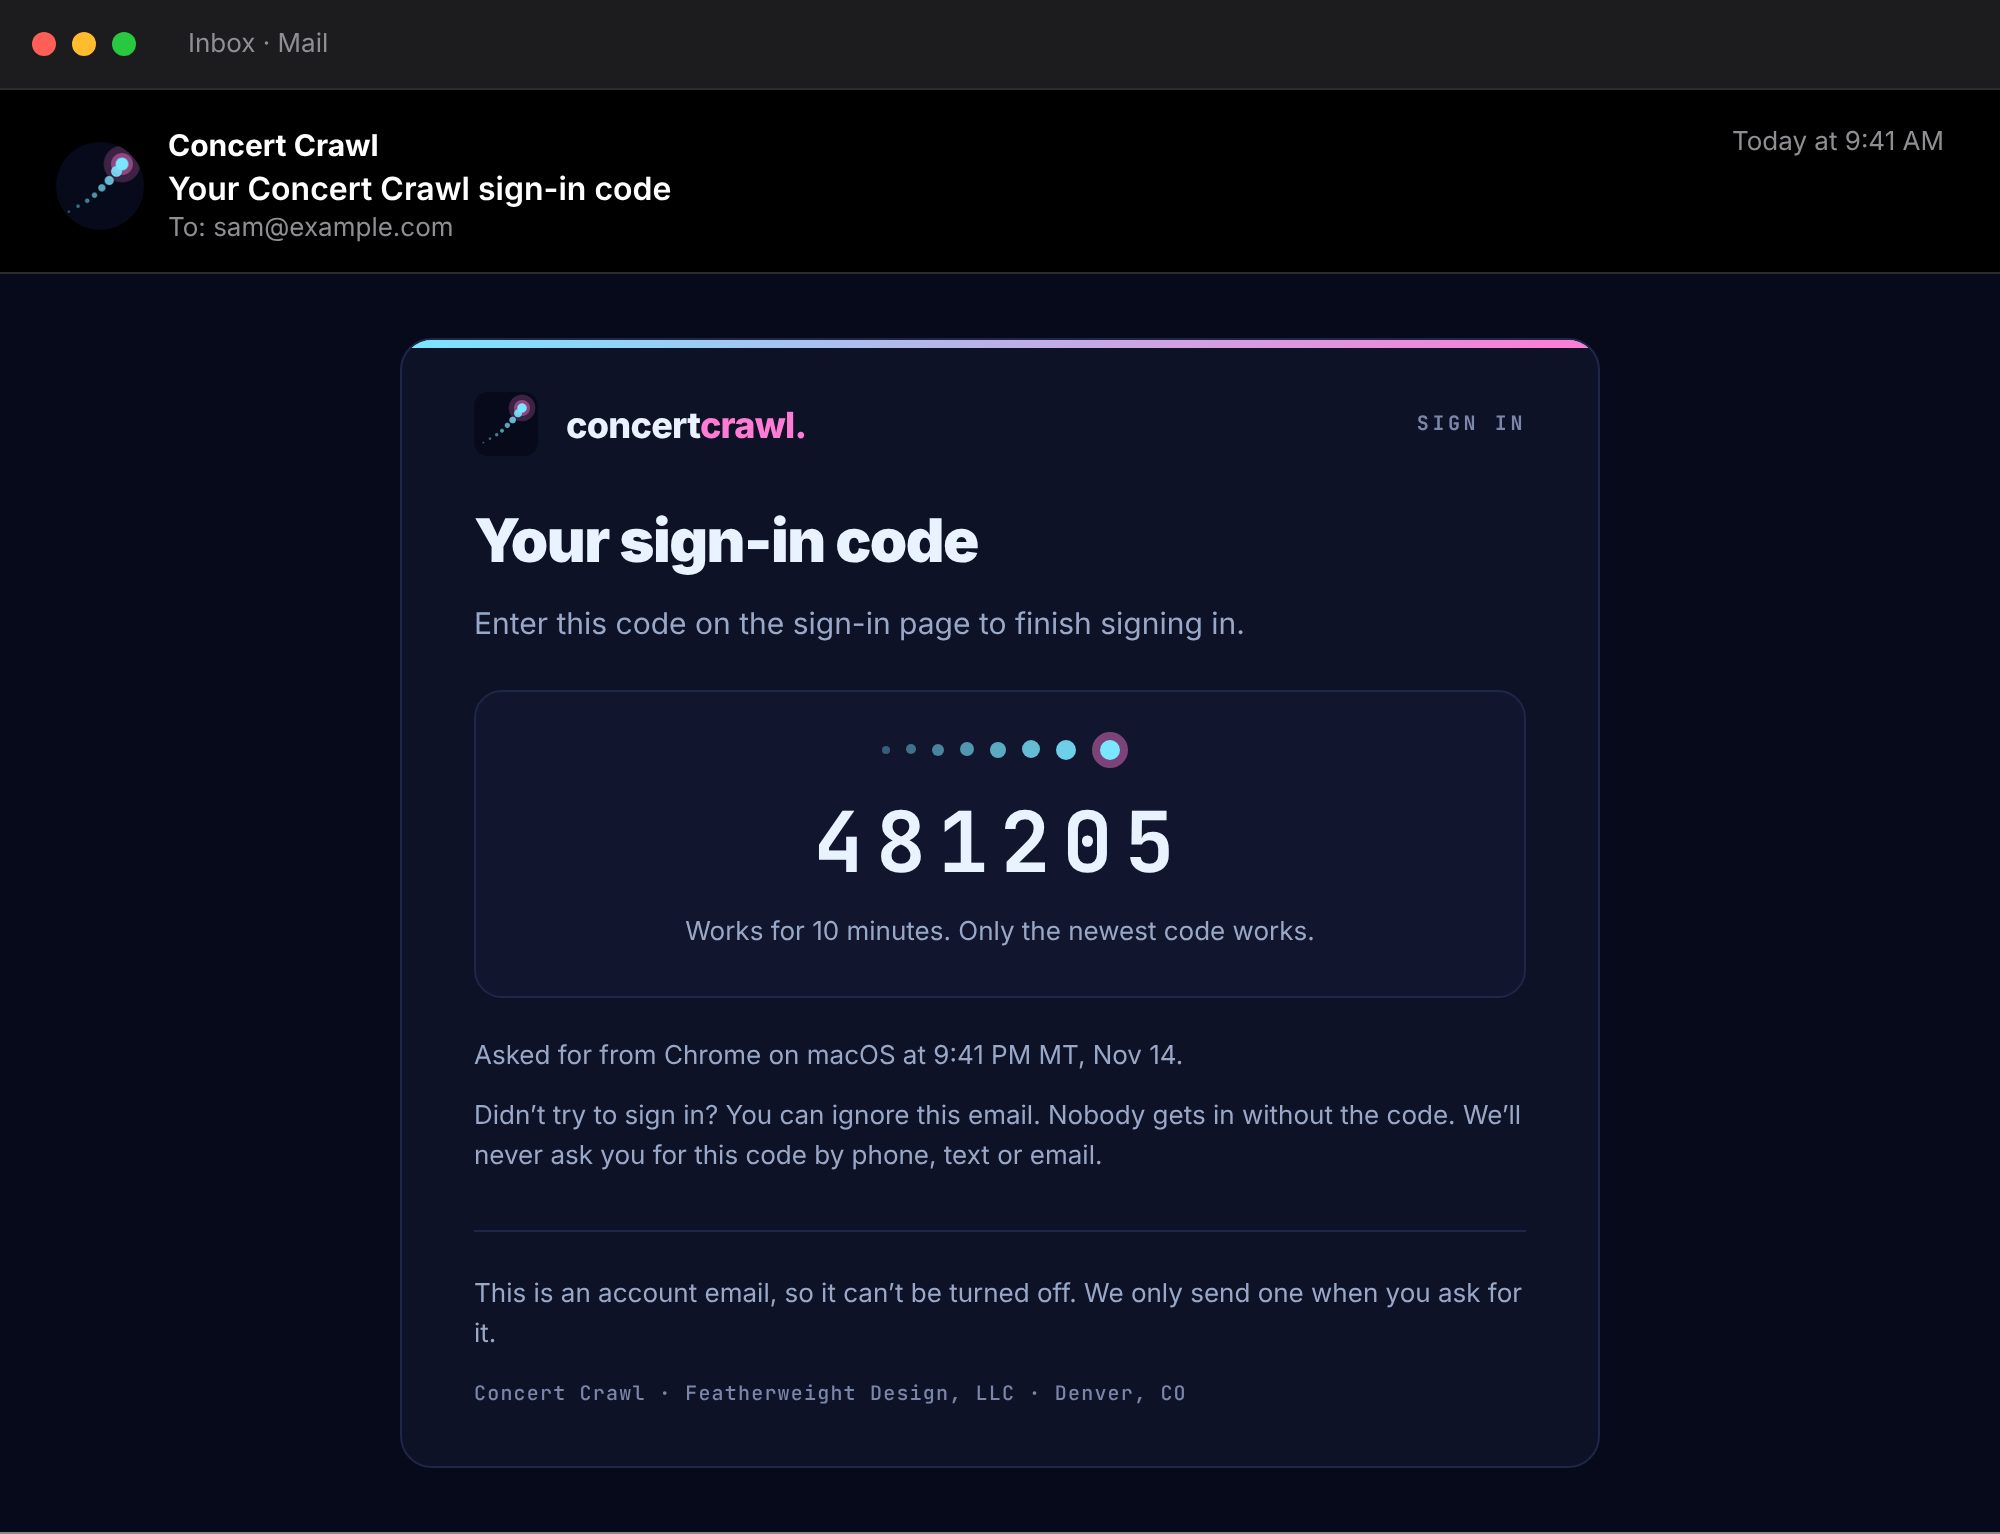 Inbox · Mail
Concert Crawl
Today at 9:41 AM
Your Concert Crawl sign-in code
To: sam@example.com
concertcrawl.
SIGN IN
Your sign-in code
Enter this code on the sign-in page to finish signing in.
481205
Works for 10 minutes. Only the newest code works.
Asked for from Chrome on macOS at 9:41 PM MT, Nov 14.
Didn’t try to sign in? You can ignore this email. Nobody gets in without the code. We’ll
never ask you for this code by phone, text or email.
This is an account email, so it can’t be turned off. We only send one when you ask for
it.
Concert Crawl · Featherweight Design, LLC · Denver, CO